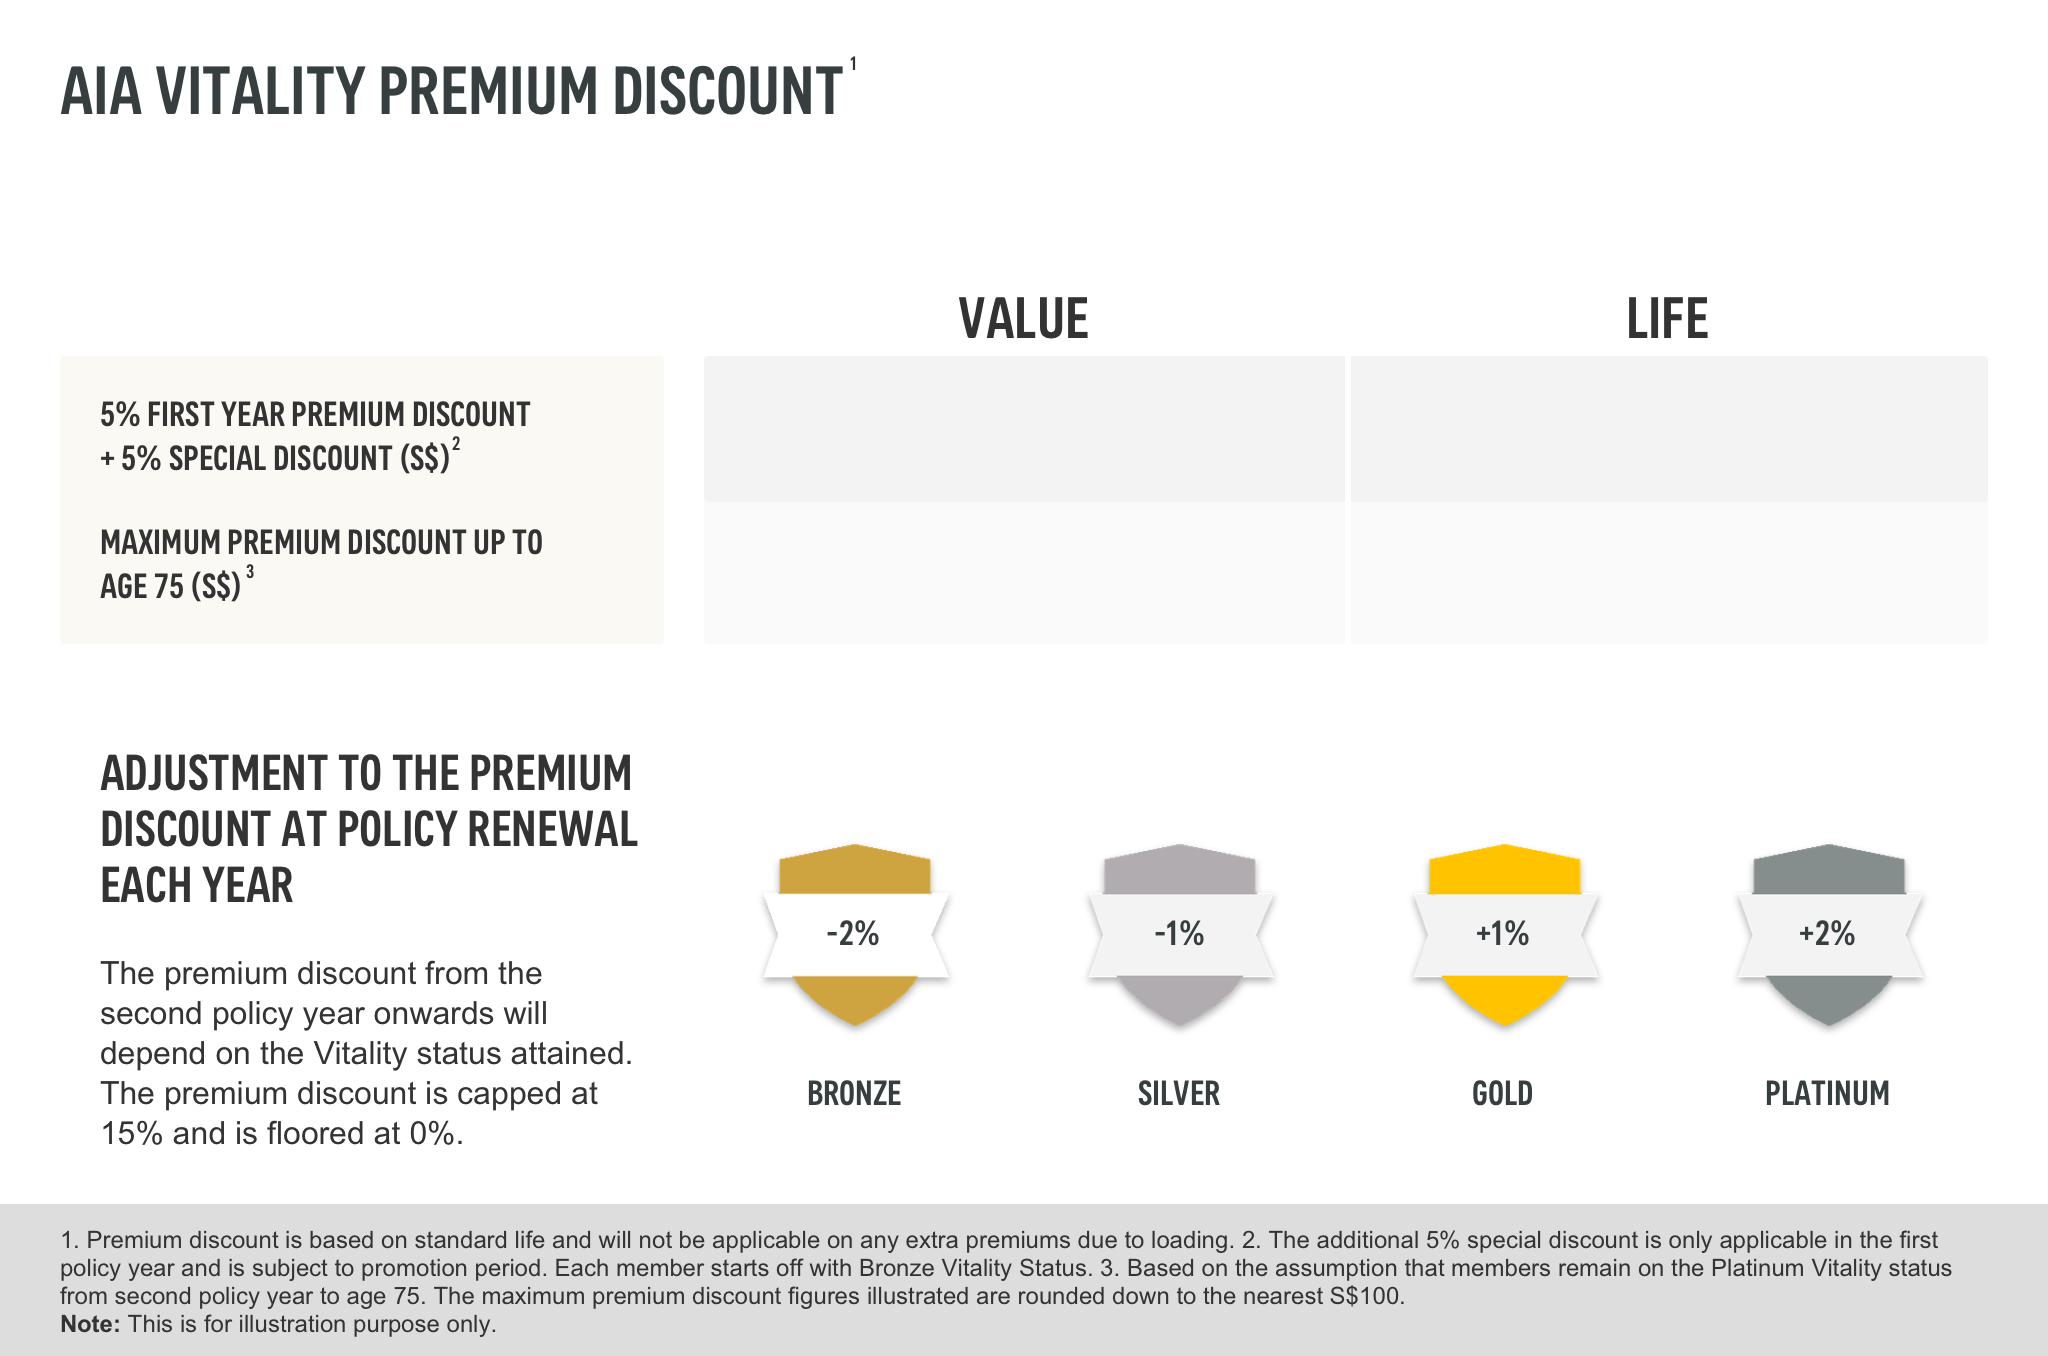 AIA VITALITY PREMIUM DISCOUNT 1
VALUE
LIFE
5% FIRST YEAR PREMIUM DISCOUNT
+ 5% SPECIAL DISCOUNT (S$) 2
MAXIMUM PREMIUM DISCOUNT UP TO
AGE 75 (S$) 3
ADJUSTMENT TO THE PREMIUM
DISCOUNT AT POLICY RENEWAL
EACH YEAR
The premium discount from the
second policy year onwards will
depend on the Vitality status attained.
The premium discount is capped at
15% and is floored at 0%.
-2%
-1%
+1%
+2%
BRONZE
SILVER
GOLD
PLATINUM
1. Premium discount is based on standard life and will not be applicable on any extra premiums due to loading. 2. The additional 5% special discount is only applicable in the first
policy year and is subject to promotion period. Each member starts off with Bronze Vitality Status. 3. Based on the assumption that members remain on the Platinum Vitality status
from second policy year to age 75. The maximum premium discount figures illustrated are rounded down to the nearest S$100.
Note: This is for illustration purpose only.